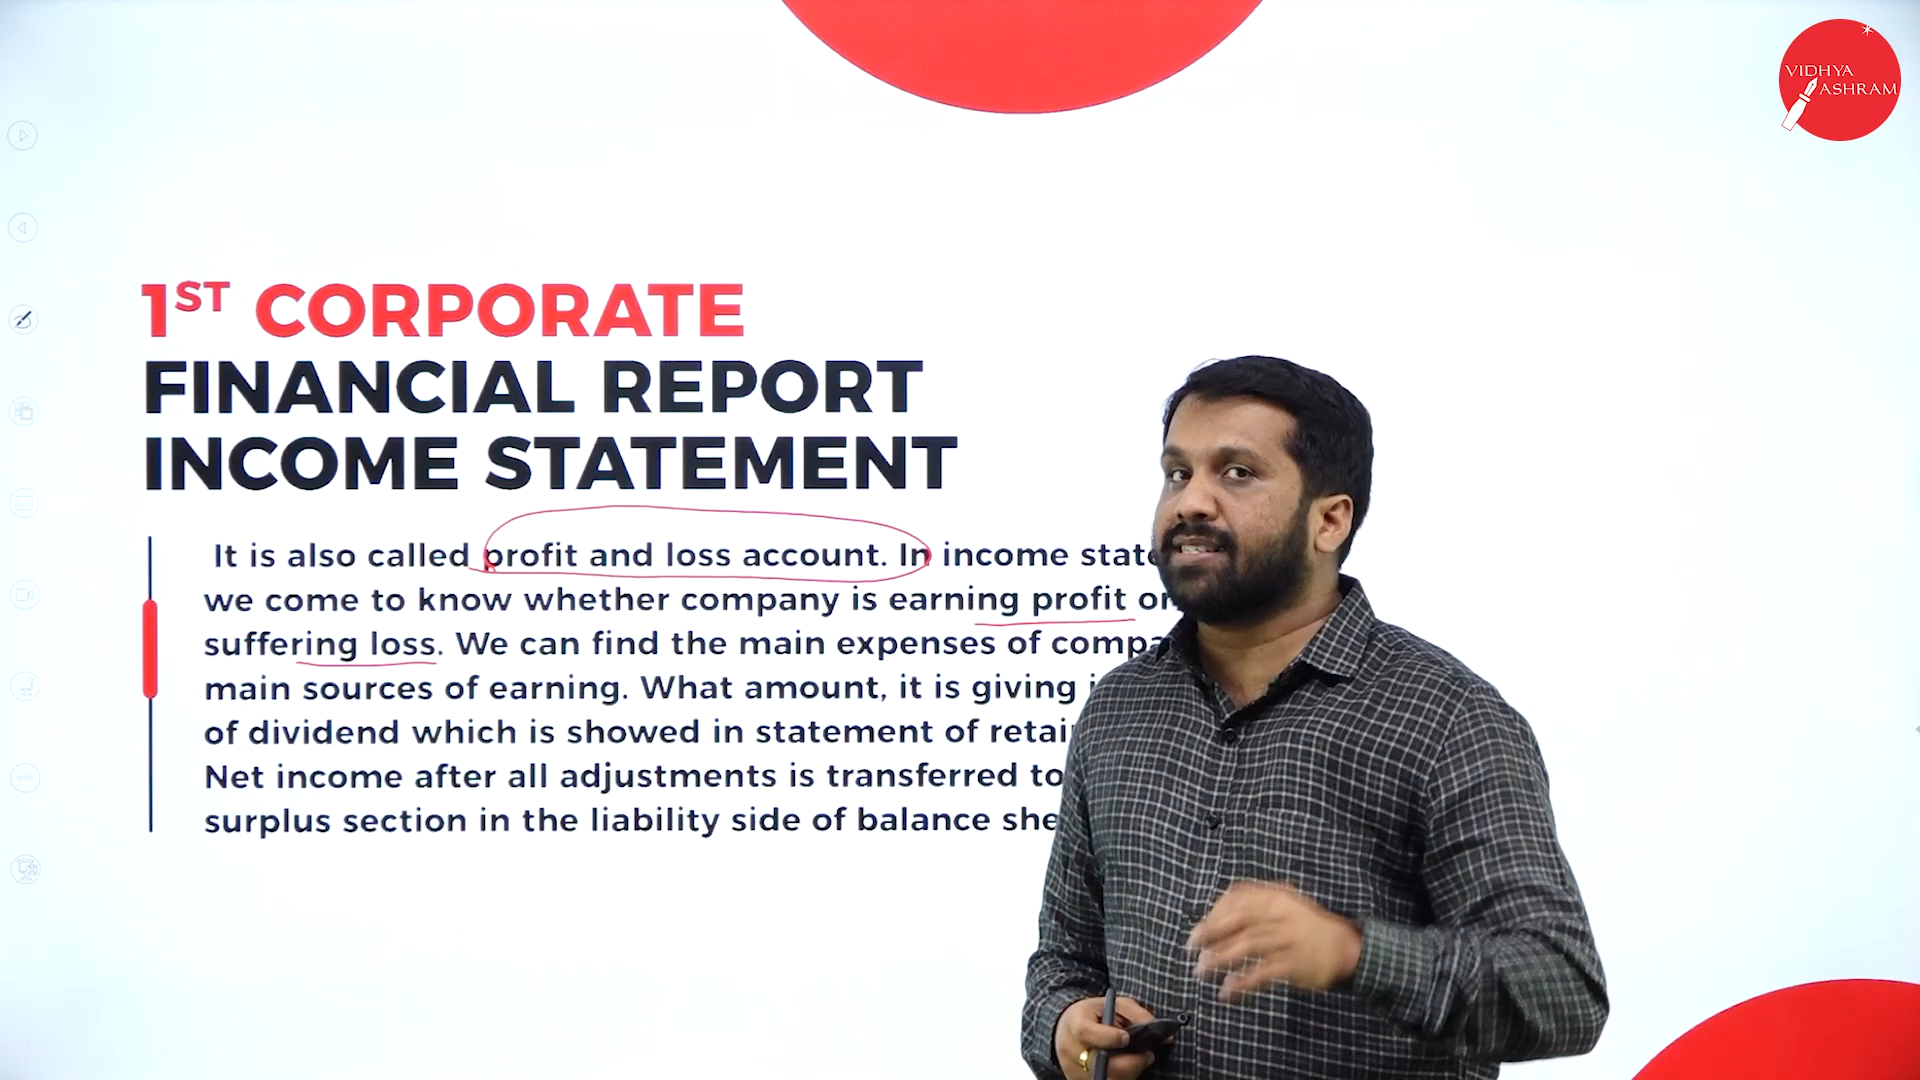 VIDHYA
ASHRAM
1ST CORPORATE
FINANCIAL REPORT
INCOME STATEMENT
It is also called profit and loss account. In income
we come to know whether company is earning profit
suffering loss. We can find the main expenses of
main sources of earning. What amount, it is giving
of dividend which is showed in statement of
Net income after all adjustments is transferred to
surplus section in the liability side of balance